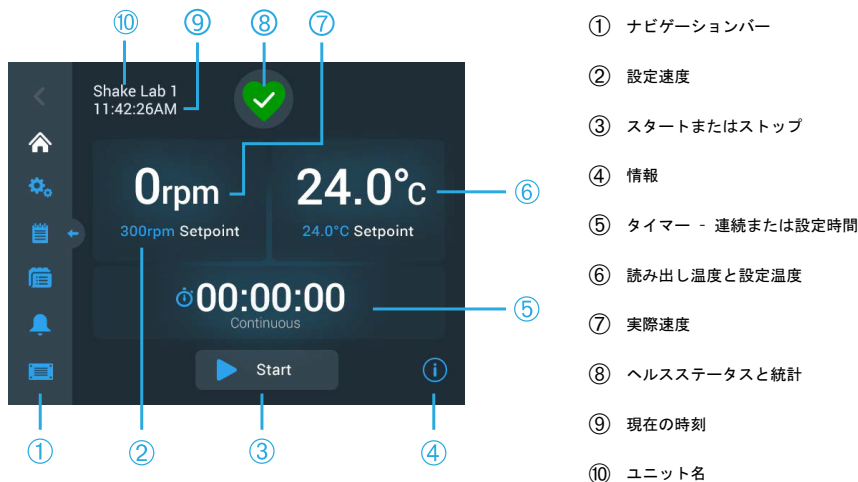 ⑩ ⑨ ⑧ ⑦
Shake Lab 1
11:42:26AM
0rpm
300rpm Setpoint
24.0°C
24.0°C Setpoint
⑥
00:00:00
Continuous
⑤
Start
① ② ③ ④
① ナビゲーションバー
② 設定速度
③ スタートまたはストップ
④ 情報
⑤ タイマー - 連続または設定時間
⑥ 読み出し温度と設定温度
⑦ 実際速度
⑧ ヘルスステータスと統計
⑨ 現在の時刻
⑩ ユニット名